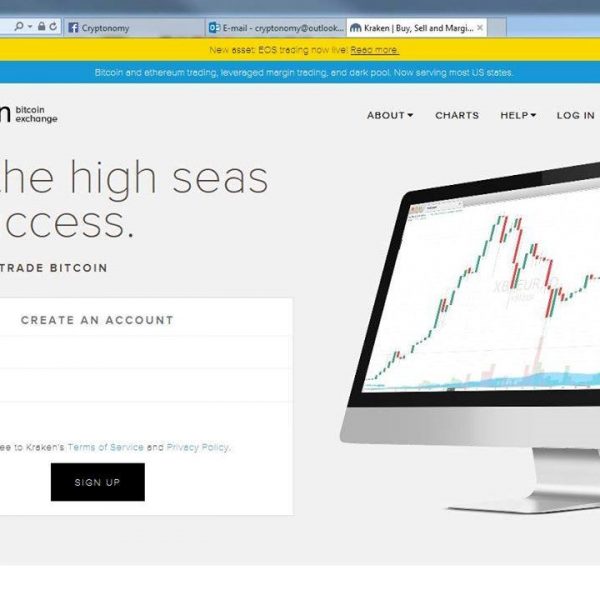 Cryptonomy
E-mail - cryptonomy@outlook...
Kraken | Buy, Sell and Margi...
New asset: EOS trading now live! Read more.
Bitcoin and ethereum trading, leveraged margin trading, and dark pool. Now serving most US states.
n bitcoin
exchange
ABOUT
CHARTS
HELP
LOG IN
the high seas
ccess.
TRADE BITCOIN
CREATE AN ACCOUNT
ee to Kraken's Terms of Service and Privacy Policy.
SIGN UP